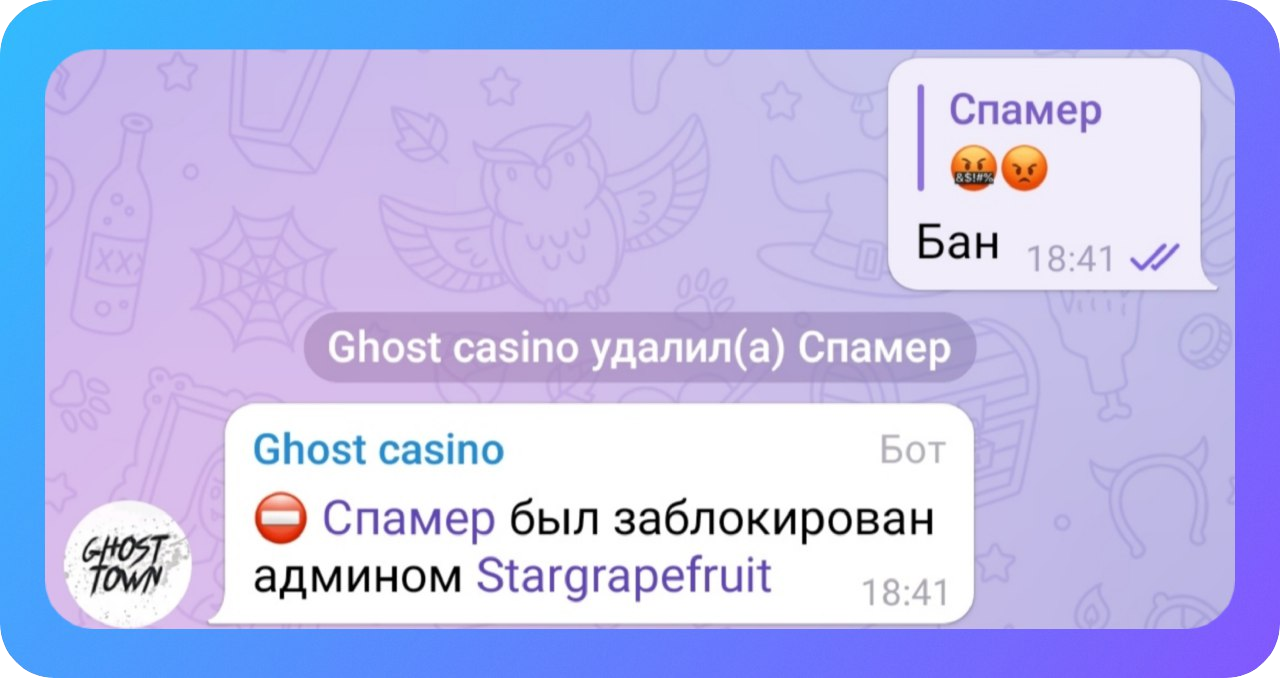 Спамер
🤬😡
Бан 18:41
XXX
Ghost casino удалил(а) Спамер
Ghost casino Бот
⛔ Спамер был заблокирован
админом Stargrapefruit 18:41
GHOST
TOWN